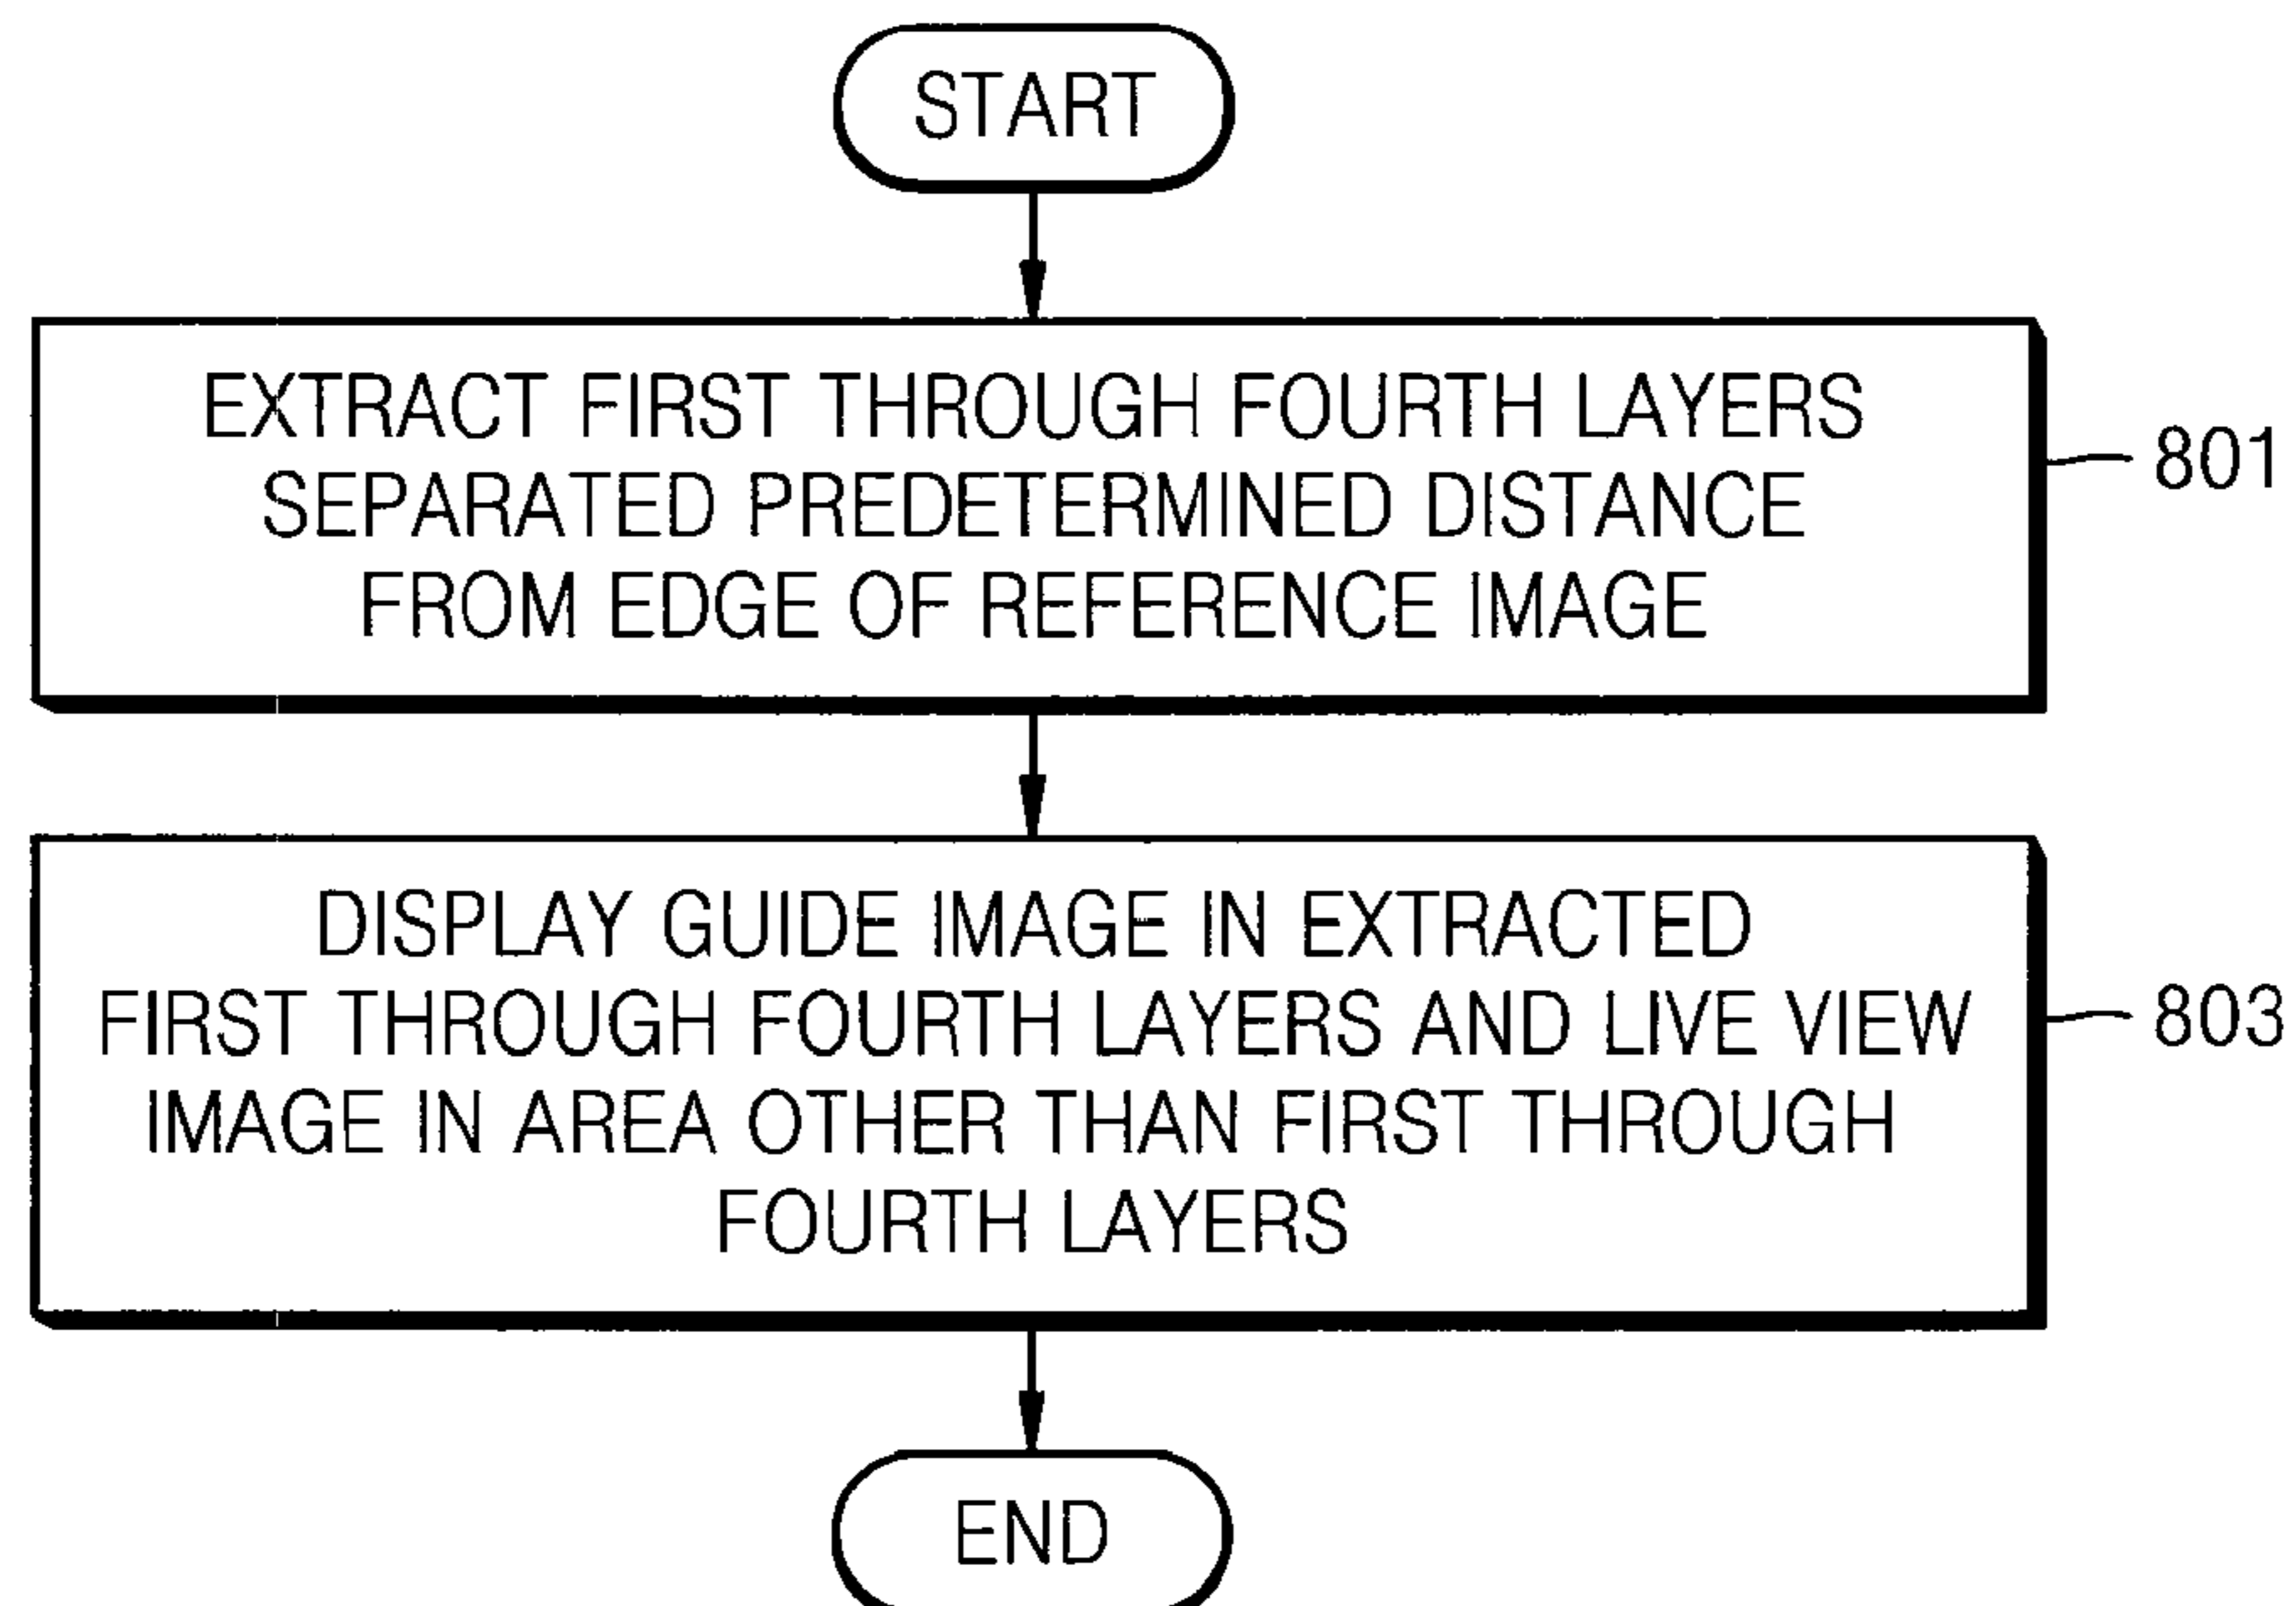 START
EXTRACT FIRST THROUGH FOURTH LAYERS
SEPARATED PREDETERMINED DISTANCE
FROM EDGE OF REFERENCE IMAGE
801
DISPLAY GUIDE IMAGE IN EXTRACTED
FIRST THROUGH FOURTH LAYERS AND LIVE VIEW
IMAGE IN AREA OTHER THAN FIRST THROUGH
FOURTH LAYERS
803
END